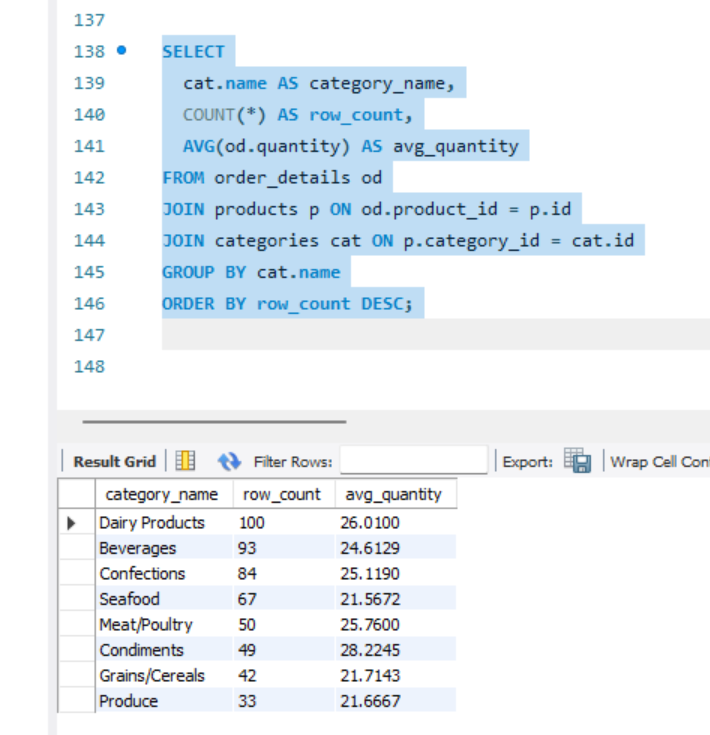 137
138 SELECT
139 cat.name AS category_name,
140 COUNT(*) AS row_count,
141 AVG(od.quantity) AS avg_quantity
142 FROM order_details od
143 JOIN products p ON od.product_id = p.id
144 JOIN categories cat ON p.category_id = cat.id
145 GROUP BY cat.name
146 ORDER BY row_count DESC;
147
148
Result Grid Filter Rows: Export: Wrap Cell Con
category_name row_count avg_quantity
Dairy Products 100 26.0100
Beverages 93 24.6129
Confections 84 25.1190
Seafood 67 21.5672
Meat/Poultry 50 25.7600
Condiments 49 28.2245
Grains/Cereals 42 21.7143
Produce 33 21.6667